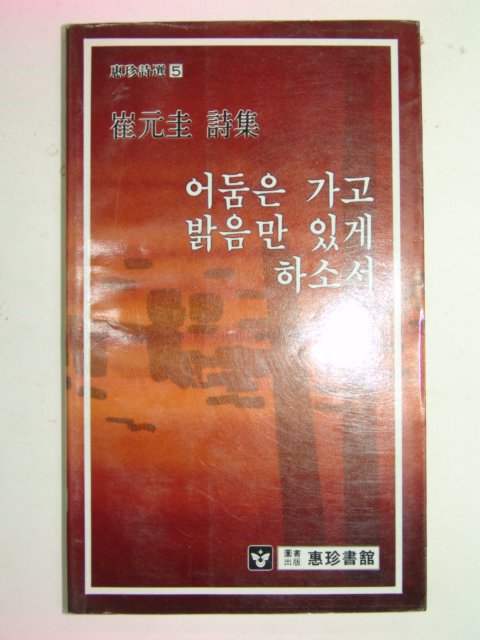 惠珍詩選 5
崔元圭 詩集
어둠은 가고
밝음만 있게
하소서
圖書
出版
惠珍書館